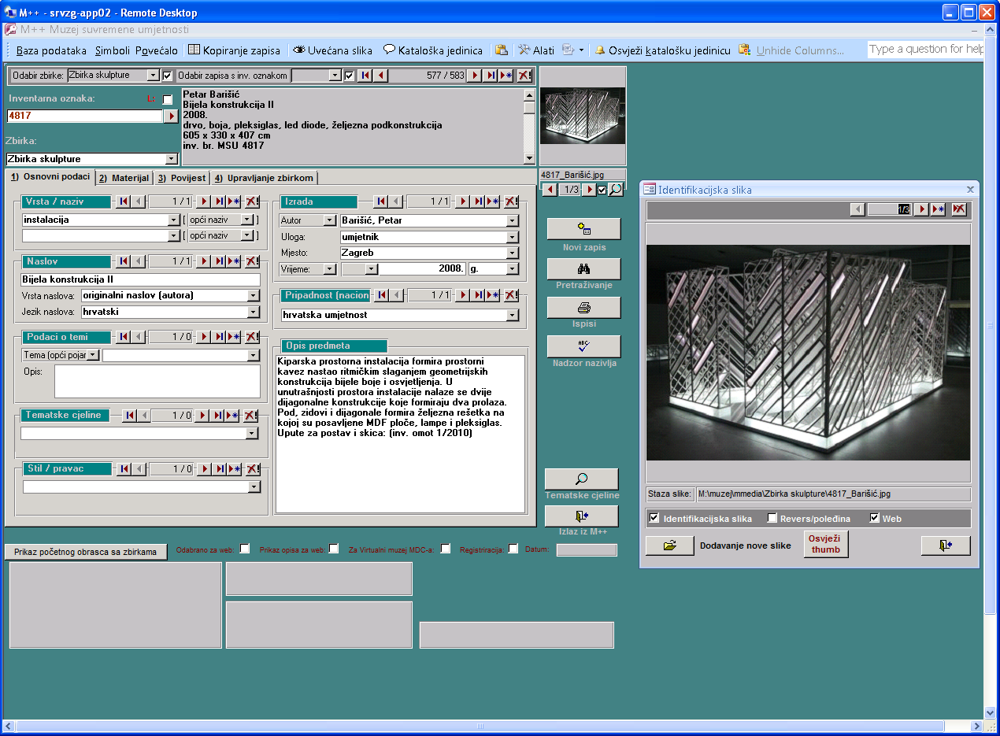 M++ - srvzg-app02 - Remote Desktop
M++ Muzej suvremene umjetnosti
Baza podataka Simboli Povećalo Kopiranje zapisa Uvećana slika Kataloška jedinica Alati Osvježi katalošku jedinicu Unhide Columns... Type a question for help
Odabir zbirke: Zbirka skulpture Odabir zapisa s inv. oznakom 577 / 583
Inventarna oznaka: L:
4817
Zbirka:
Zbirka skulpture
Petar Barišić
Bijela konstrukcija II
2008.
drvo, boja, pleksiglas, led diode, željezna podkonstrukcija
605 x 330 x 407 cm
inv. br. MSU 4817
4817_Barišić.jpg
1/3
1) Osnovni podaci 2) Materijal 3) Povijest 4) Upravljanje zbirkom
Vrsta / naziv 1 / 1
instalacija [ opći naziv ]
[ opći naziv ]
Naslov 1 / 1
Bijela konstrukcija II
Vrsta naslova: originalni naslov (autora)
Jezik naslova: hrvatski
Podaci o temi 1 / 0
Tema (opći pojar
Opis:
Tematske cjeline 1 / 0
Stil / pravac 1 / 0
Izrada 1 / 1
Autor Barišić, Petar
Uloga: umjetnik
Mjesto: Zagreb
Vrijeme: 2008. g.
Pripadnost (nacion 1 / 1
hrvatska umjetnost
Opis predmeta
Kiparska prostorna instalacija formira prostorni
kavez nastao ritmičkim slaganjem geometrijskih
konstrukcija bijele boje i osvjetljenja. U
unutrašnjosti prostora instalacije nalaze se dvije
dijagonalne konstrukcije koje formiraju dva prolaza.
Pod, zidovi i dijagonale formira željezna rešetka na
kojoj su posavljene MDF ploče, lampe i pleksiglas.
Upute za postav i skica: (inv. omot 1/2010)
Novi zapis
Pretraživanje
Ispisi
ABC
Nadzor nazivlja
Tematske cjeline
Izlaz iz M++
Identifikacijska slika
1/3
Staza slike: M:\muzej\mmedia\Zbirka skulpture\4817_Barišić.jpg
Identifikacijska slika Revers/poleđina Web
Dodavanje nove slike Osvježi
thumb
Prikaz početnog obrasca sa zbirkama Odabrano za web: Prikaz opisa za web: Za Virtualni muzej MDC-a: Registriracija: Datum: